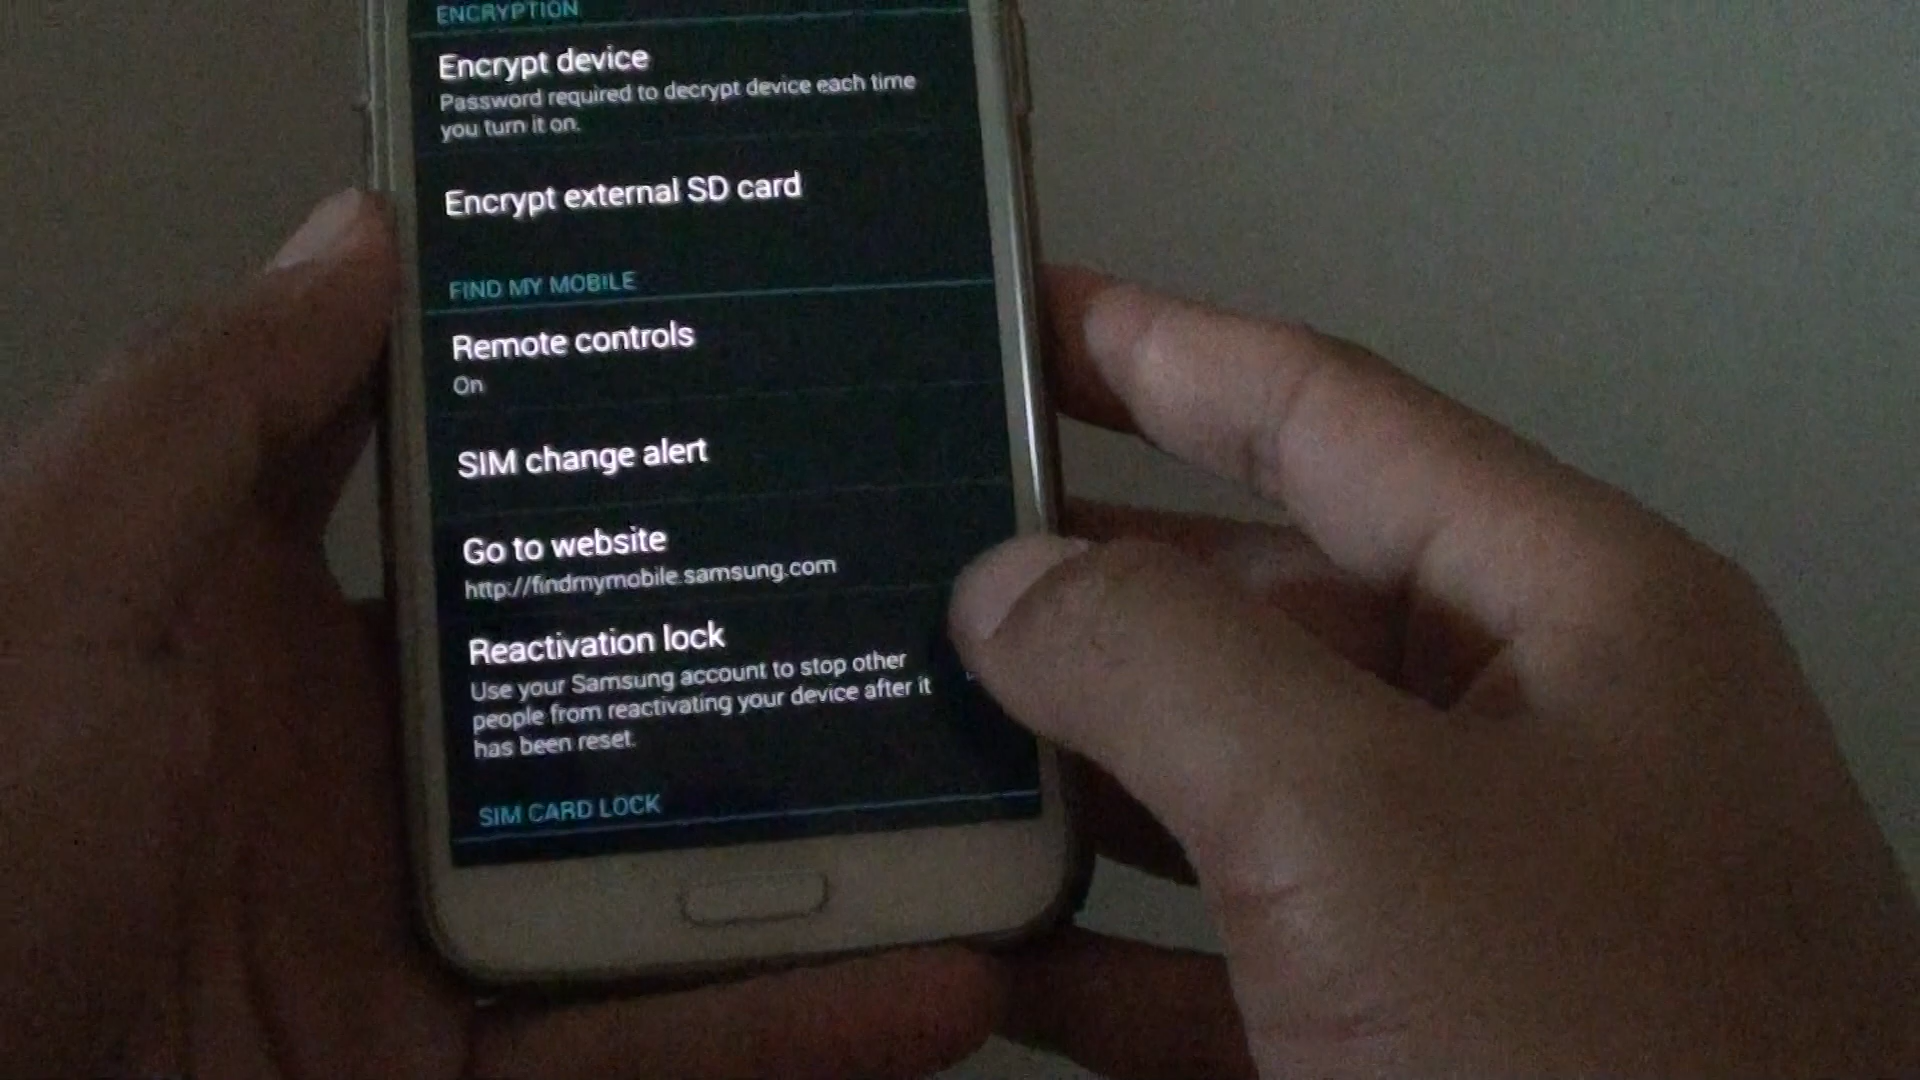 ENCRYPTION
Encrypt device
Password required to decrypt device each time
you turn it on.
Encrypt external SD card
FIND MY MOBILE
Remote controls
On
SIM change alert
Go to website
http://findmymobile.samsung.com
Reactivation lock
Use your Samsung account to stop other
people from reactivating your device after it
has been reset.
SIM CARD LOCK